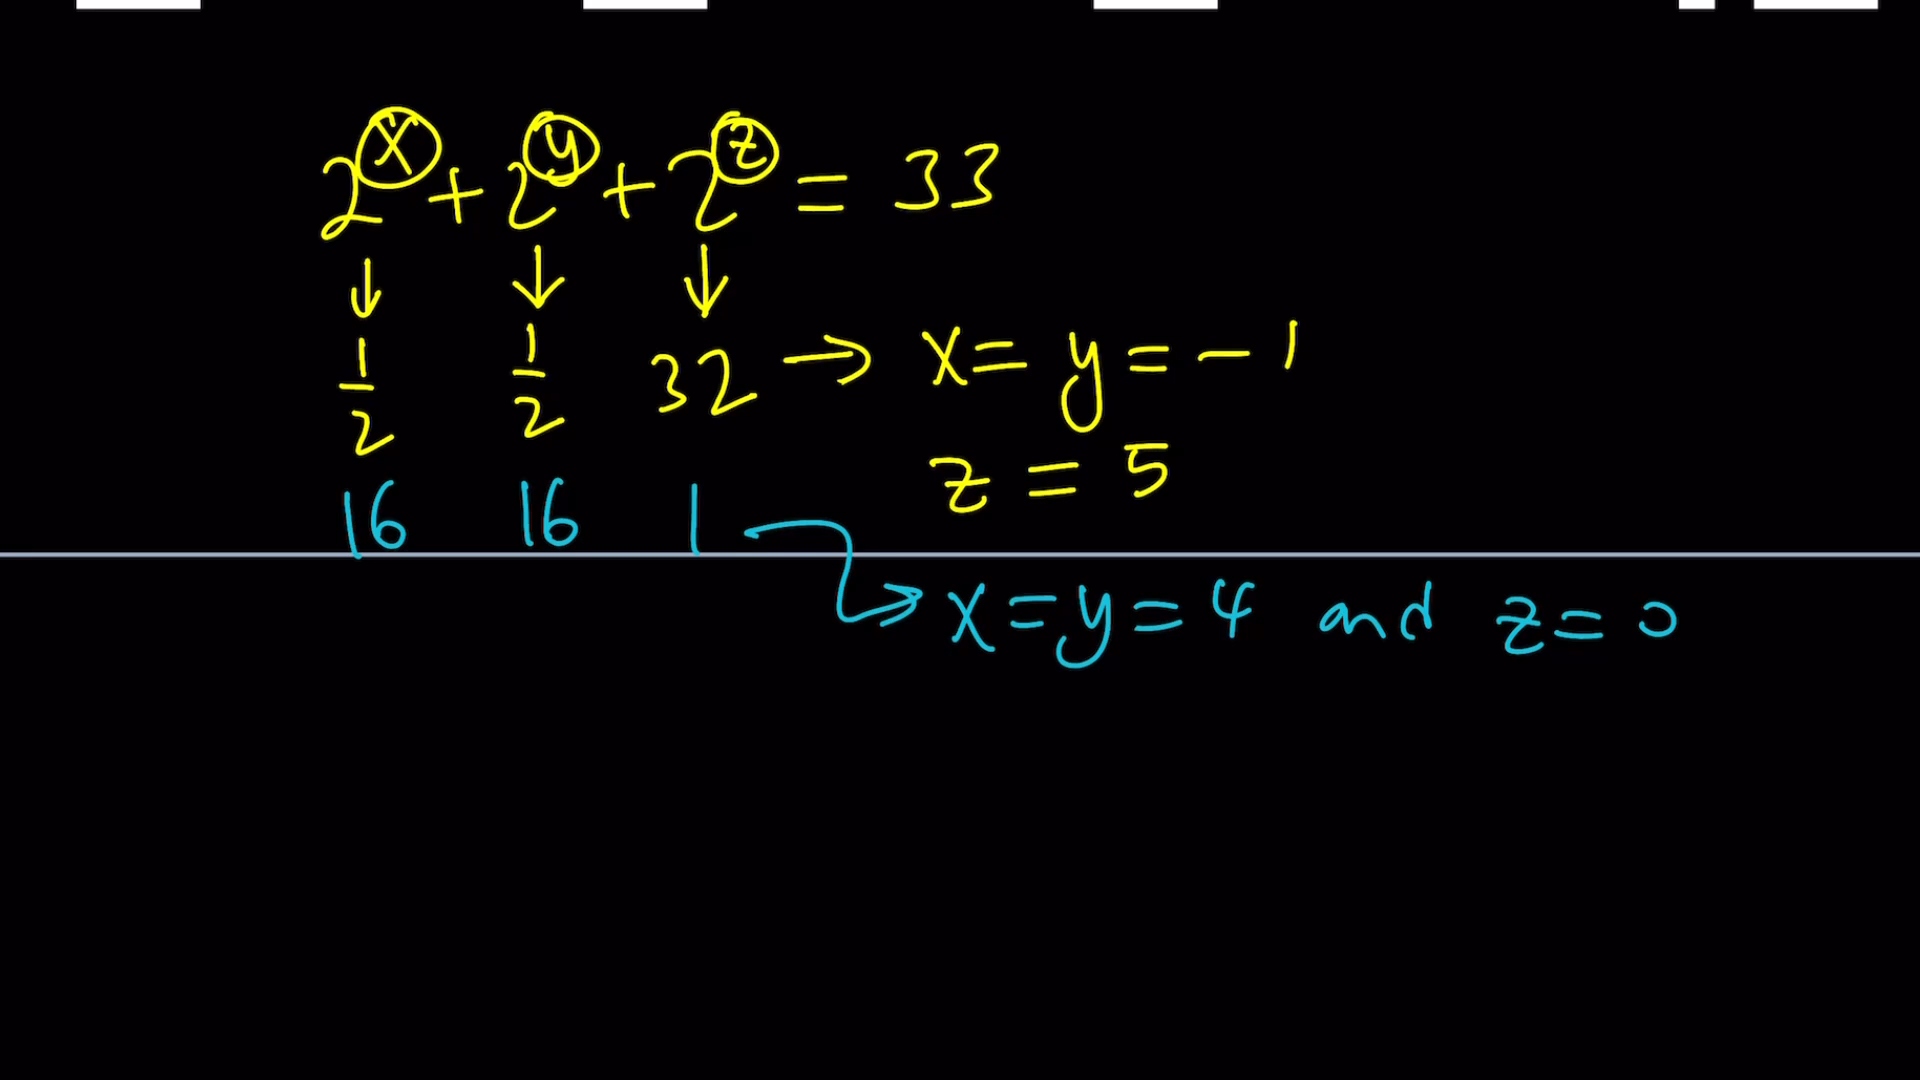 2^x + 2^y + 2^z = 33
↓ ↓ ↓
1/2 1/2 32 → x = y = -1
z = 5
16 16 1
→ x = y = 4 and z = 0